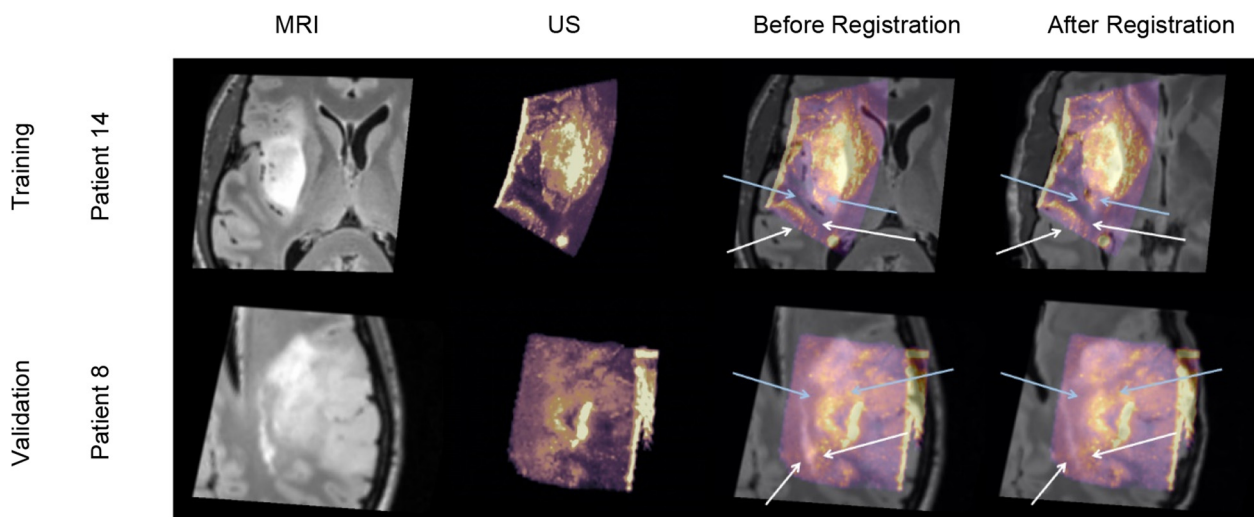 MRI
US
Before Registration
After Registration
Training
Patient 14
Validation
Patient 8